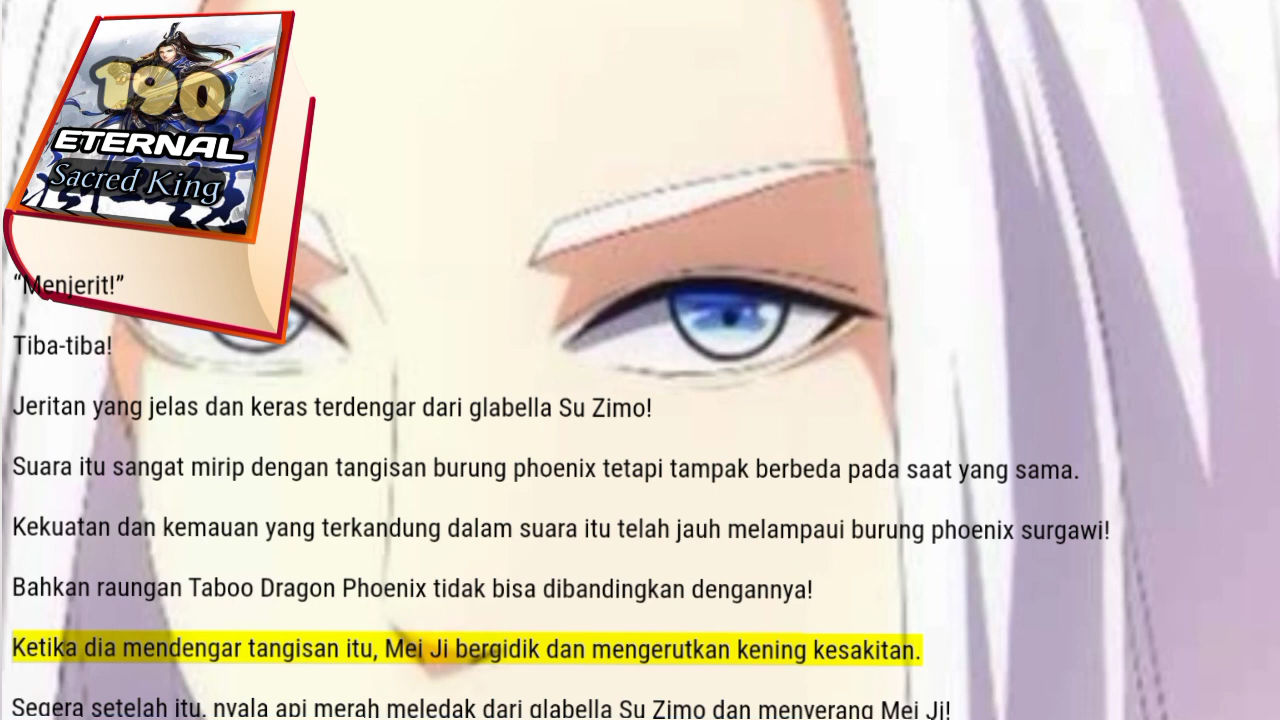 190
ETERNAL
Sacred King
“Menjerit!”
Tiba-tiba!
Jeritan yang jelas dan keras terdengar dari glabella Su Zimo!
Suara itu sangat mirip dengan tangisan burung phoenix tetapi tampak berbeda pada saat yang sama.
Kekuatan dan kemauan yang terkandung dalam suara itu telah jauh melampaui burung phoenix surgawi!
Bahkan raungan Taboo Dragon Phoenix tidak bisa dibandingkan dengannya!
Ketika dia mendengar tangisan itu, Mei Ji bergidik dan mengerutkan kening kesakitan.
Segera setelah itu, nyala api merah meledak dari glabella Su Zimo dan menyerang Mei Ji!